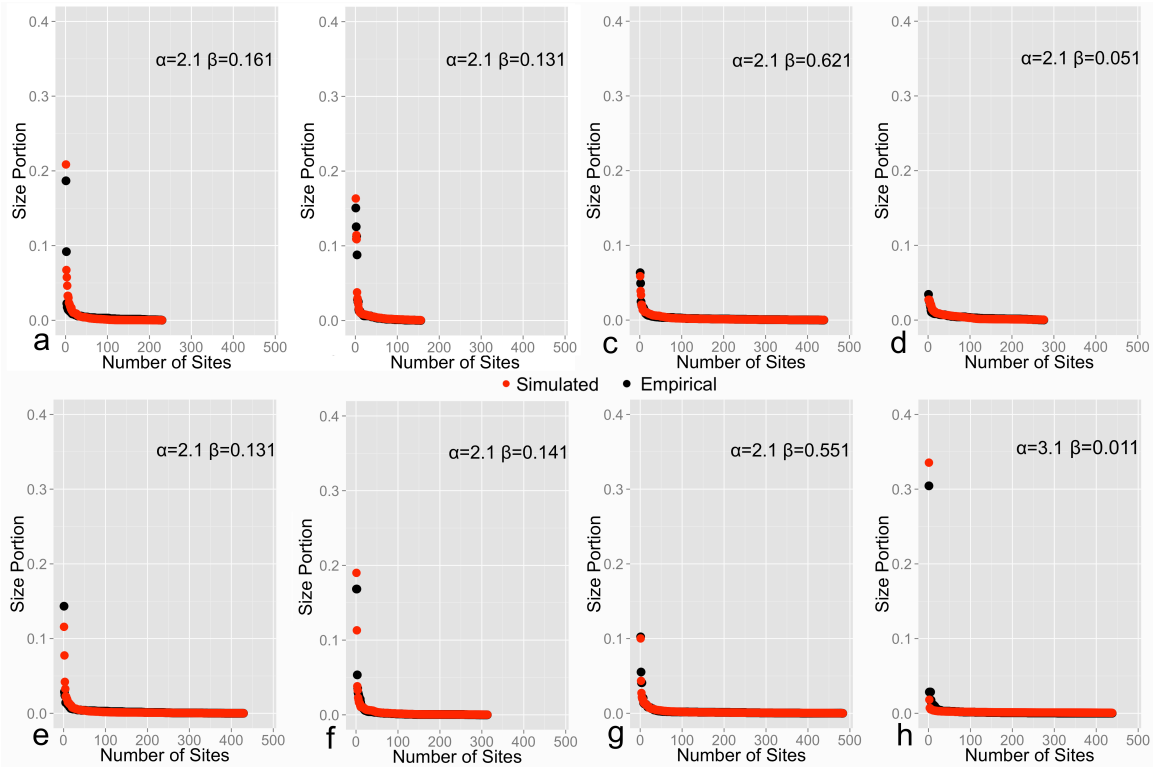 0.4
0.3
0.2
0.1
0.0
Size Portion
α=2.1 β=0.161
0 100 200 300 400 500
Number of Sites
a
0.4
0.3
0.2
0.1
0.0
Size Portion
α=2.1 β=0.131
0 100 200 300 400 500
Number of Sites
0.4
0.3
0.2
0.1
0.0
Size Portion
α=2.1 β=0.621
0 100 200 300 400 500
Number of Sites
c
0.4
0.3
0.2
0.1
0.0
Size Portion
α=2.1 β=0.051
0 100 200 300 400 500
Number of Sites
d
Simulated Empirical
0.4
0.3
0.2
0.1
0.0
Size Portion
α=2.1 β=0.131
0 100 200 300 400 500
Number of Sites
e
0.4
0.3
0.2
0.1
0.0
Size Portion
α=2.1 β=0.141
0 100 200 300 400 500
Number of Sites
f
0.4
0.3
0.2
0.1
0.0
Size Portion
α=2.1 β=0.551
0 100 200 300 400 500
Number of Sites
g
0.4
0.3
0.2
0.1
0.0
Size Portion
α=3.1 β=0.011
0 100 200 300 400 500
Number of Sites
h